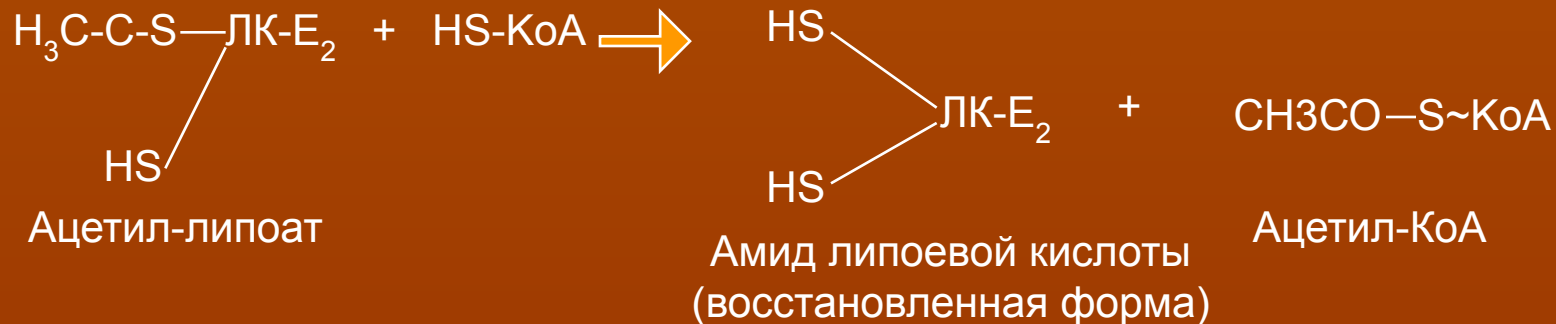 H₃C-C-S—ЛК-E₂ + HS-КоА
HS
Ацетил-липоат
HS
ЛК-E₂ + CH3CO—S~KoA
HS
Амид липоевой кислоты
(восстановленная форма)
Ацетил-КоА